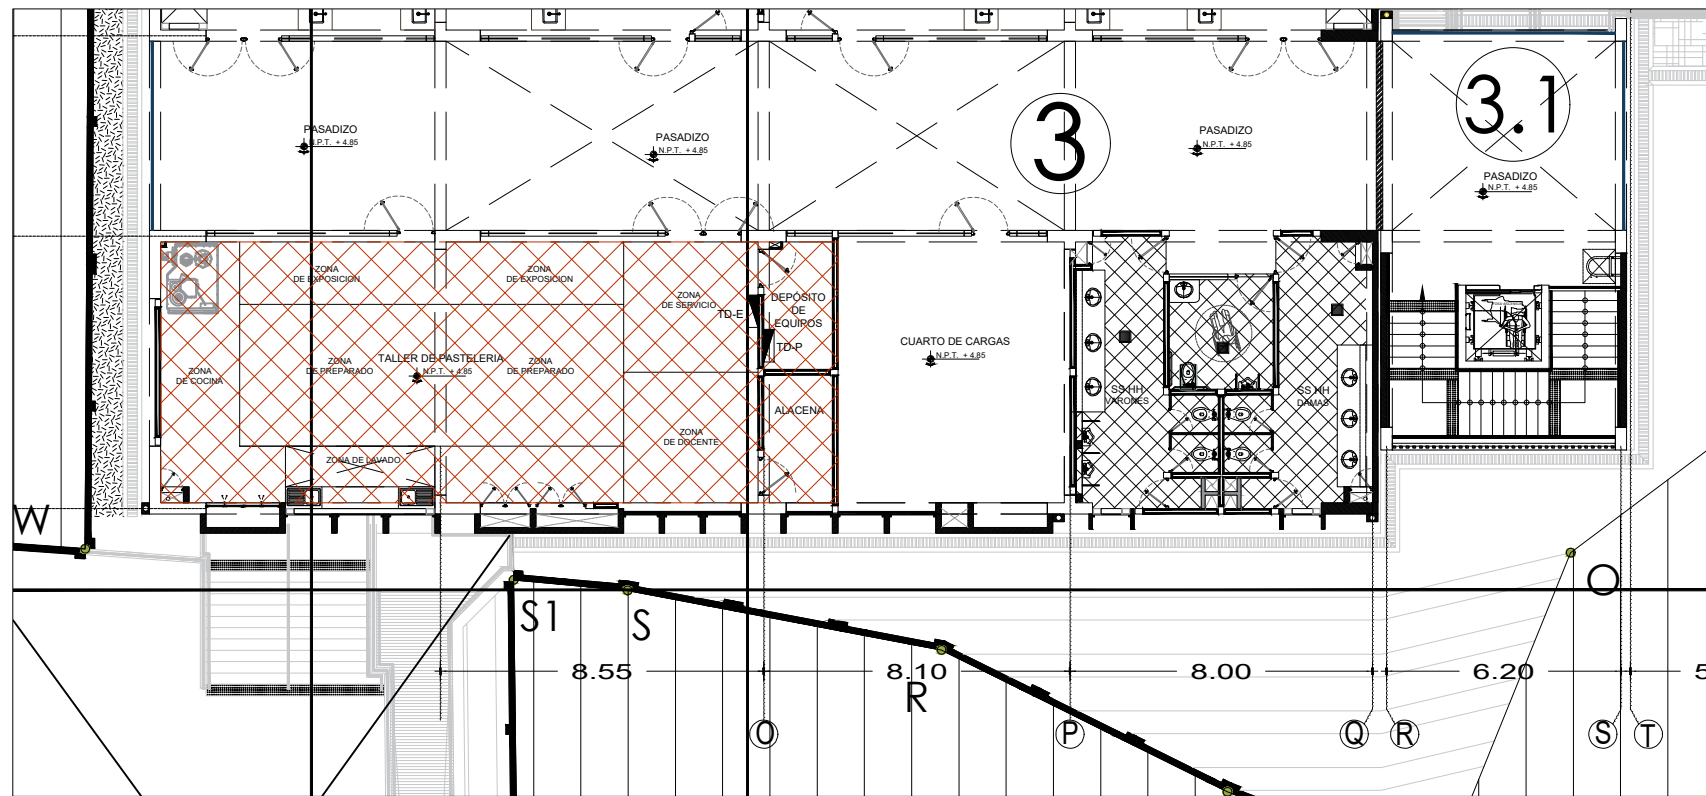 PASADIZO
N.P.T. + 4.85
PASADIZO
N.P.T. + 4.85
3
PASADIZO
N.P.T. + 4.85
3.1
PASADIZO
N.P.T. + 4.85
ZONA
DE EXPOSICION
ZONA
DE EXPOSICION
ZONA
DE SERVICIO
TD-E
DEPOSITO
DE
EQUIPOS
TD-P
ZONA
DE COCINA
ZONA
DE PREPARADO
TALLER DE PASTELERIA
N.P.T. + 4.85
ZONA
DE PREPARADO
CUARTO DE CARGAS
N.P.T. + 4.85
SS.HH.
VARONES
SS.HH.
DAMAS
ALACENA
ZONA
DE DOCENTE
ZONA DE LAVADO
W
S1
S
O
R
8.55
8.10
8.00
6.20
5
O
P
Q
R
S
T